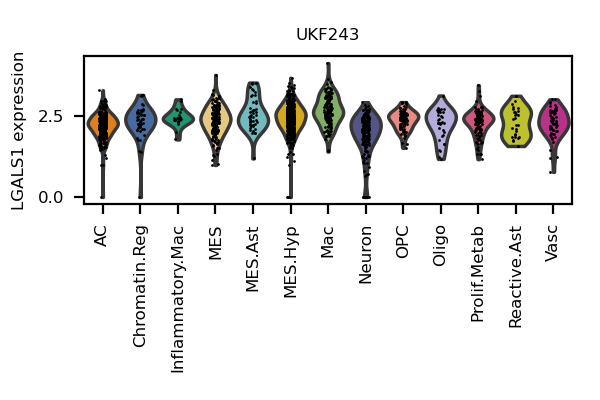 UKF243
LGALS1 expression
2.5
0.0
AC
Chromatin.Reg
Inflammatory.Mac
MES
MES.Ast
MES.Hyp
Mac
Neuron
OPC
Oligo
Prolif.Metab
Reactive.Ast
Vasc